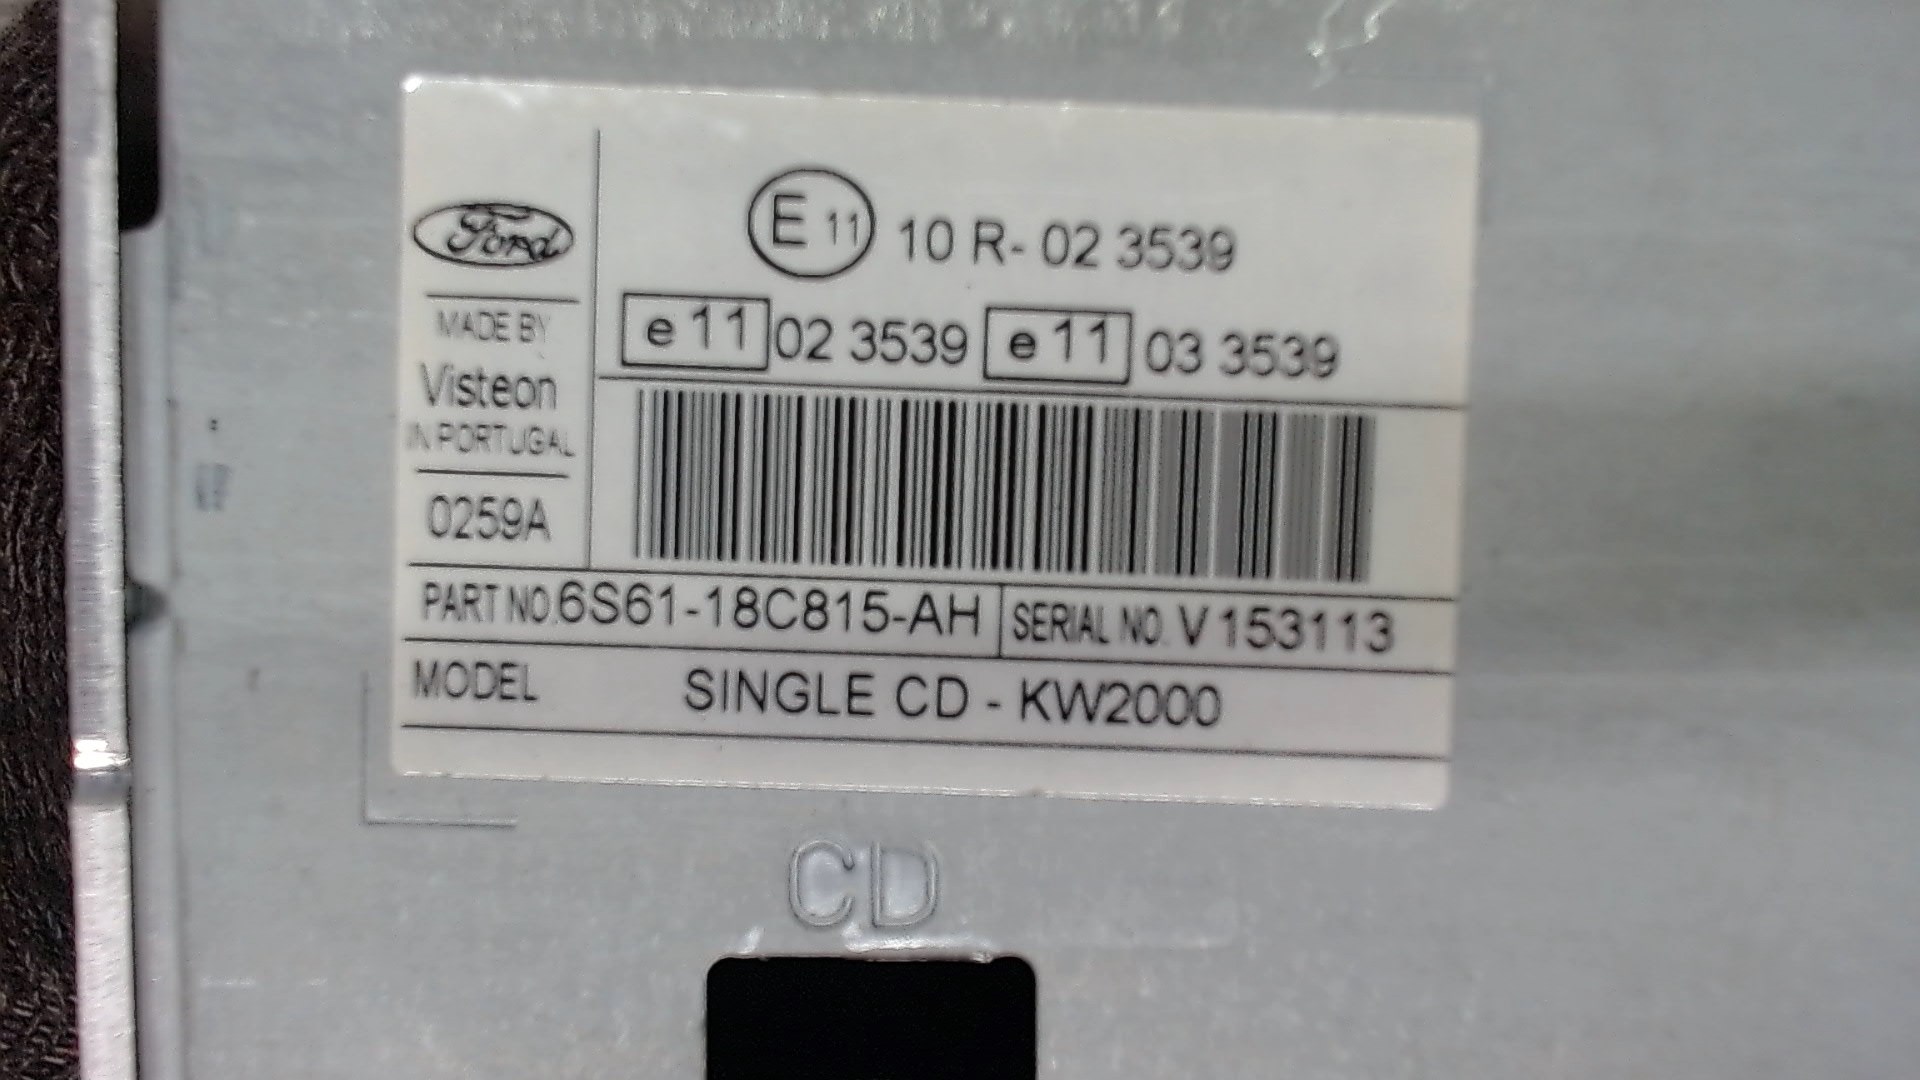 Ford
MADE BY
Visteon
IN PORTUGAL
0259A
E 11 10 R- 02 3539
e 11 02 3539 e 11 03 3539
PART NO. 6S61-18C815-AH SERIAL NO. V 153113
MODEL SINGLE CD - KW2000
CD